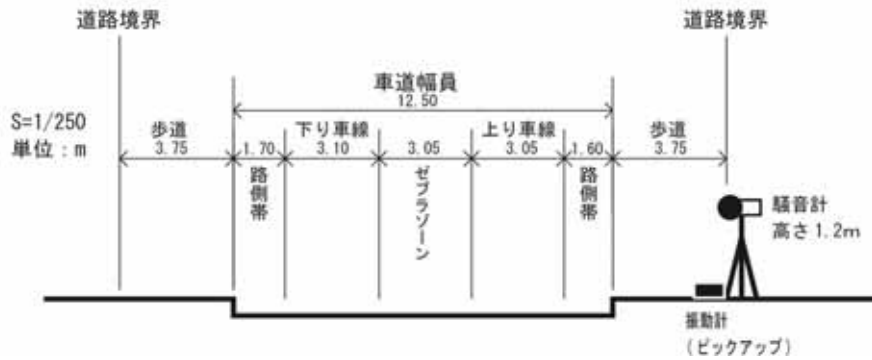 道路境界
道路境界
車道幅員
12.50
S=1/250
単位：m
歩道
3.75
1.70
路側帯
下り車線
3.10
3.05
ゼブラゾーン
上り車線
3.05
1.60
路側帯
歩道
3.75
騒音計
高さ1.2m
振動計
(ピックアップ)